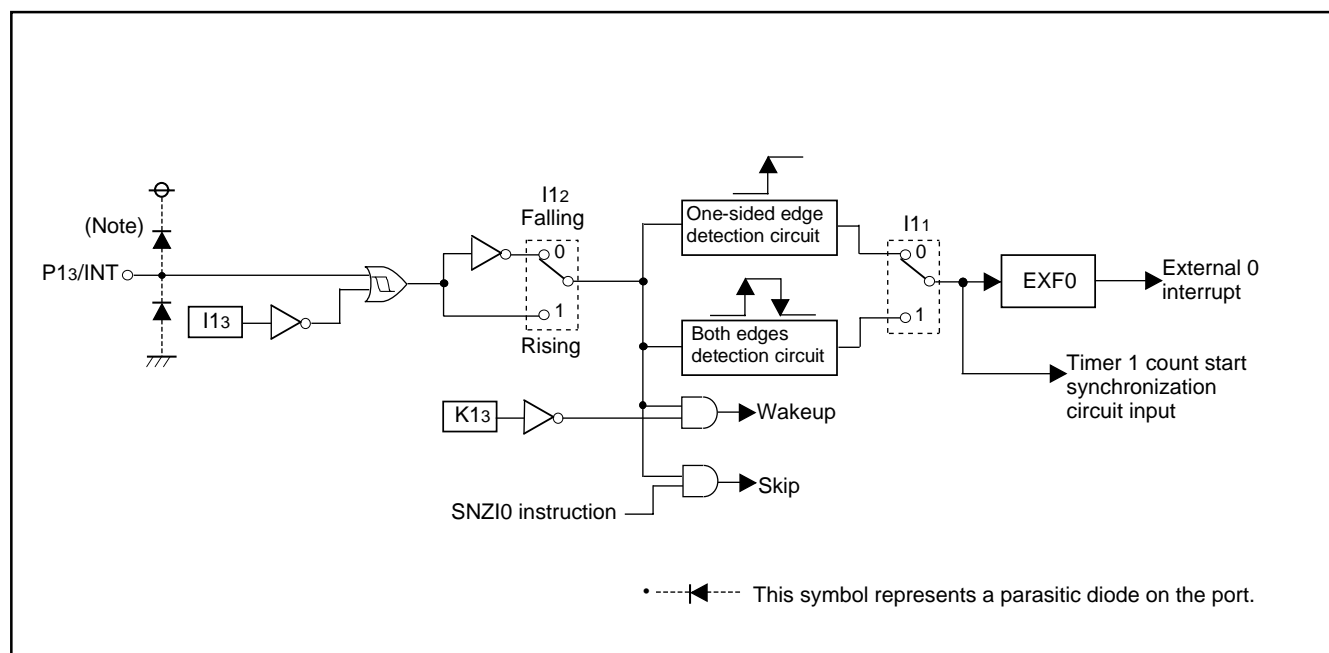 I12
Falling
One-sided edge
detection circuit
I11
(Note)
0
0
P13/INT
EXF0
External 0
interrupt
I13
1
Rising
Both edges
detection circuit
1
Timer 1 count start
synchronization
circuit input
K13
Wakeup
Skip
SNZI0 instruction
• This symbol represents a parasitic diode on the port.